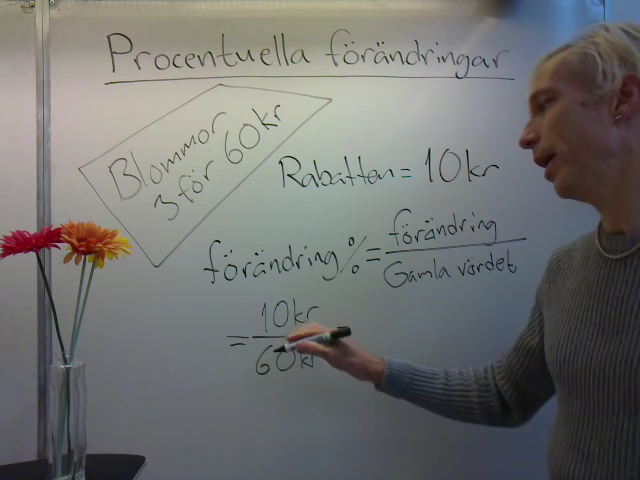 Procentuella förändringar
Blommor
3 för 60kr
Rabatten = 10kr
förändring % = förändring
Gamla värdet
= 10kr
60kr